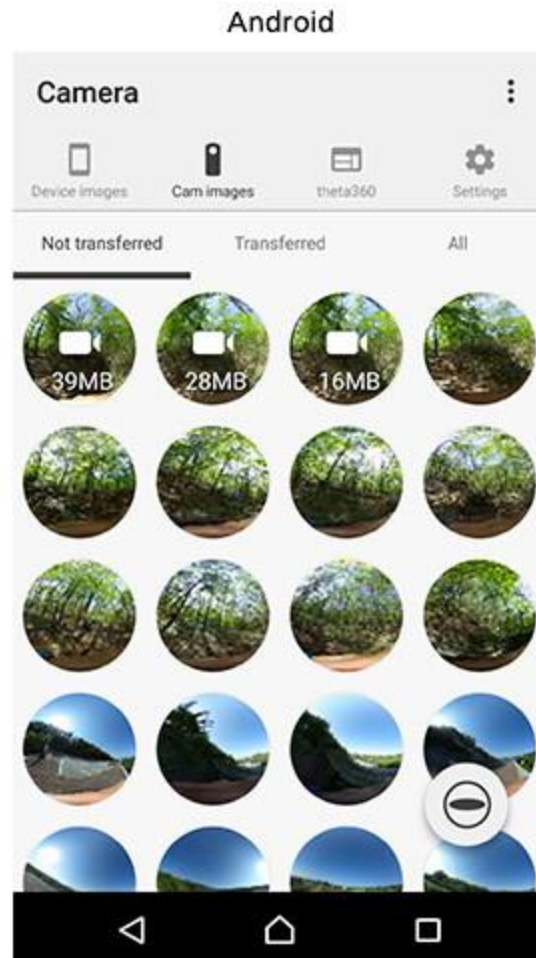 Android
Camera
Device images Cam images theta360 Settings
Not transferred Transferred All
39MB 28MB 16MB